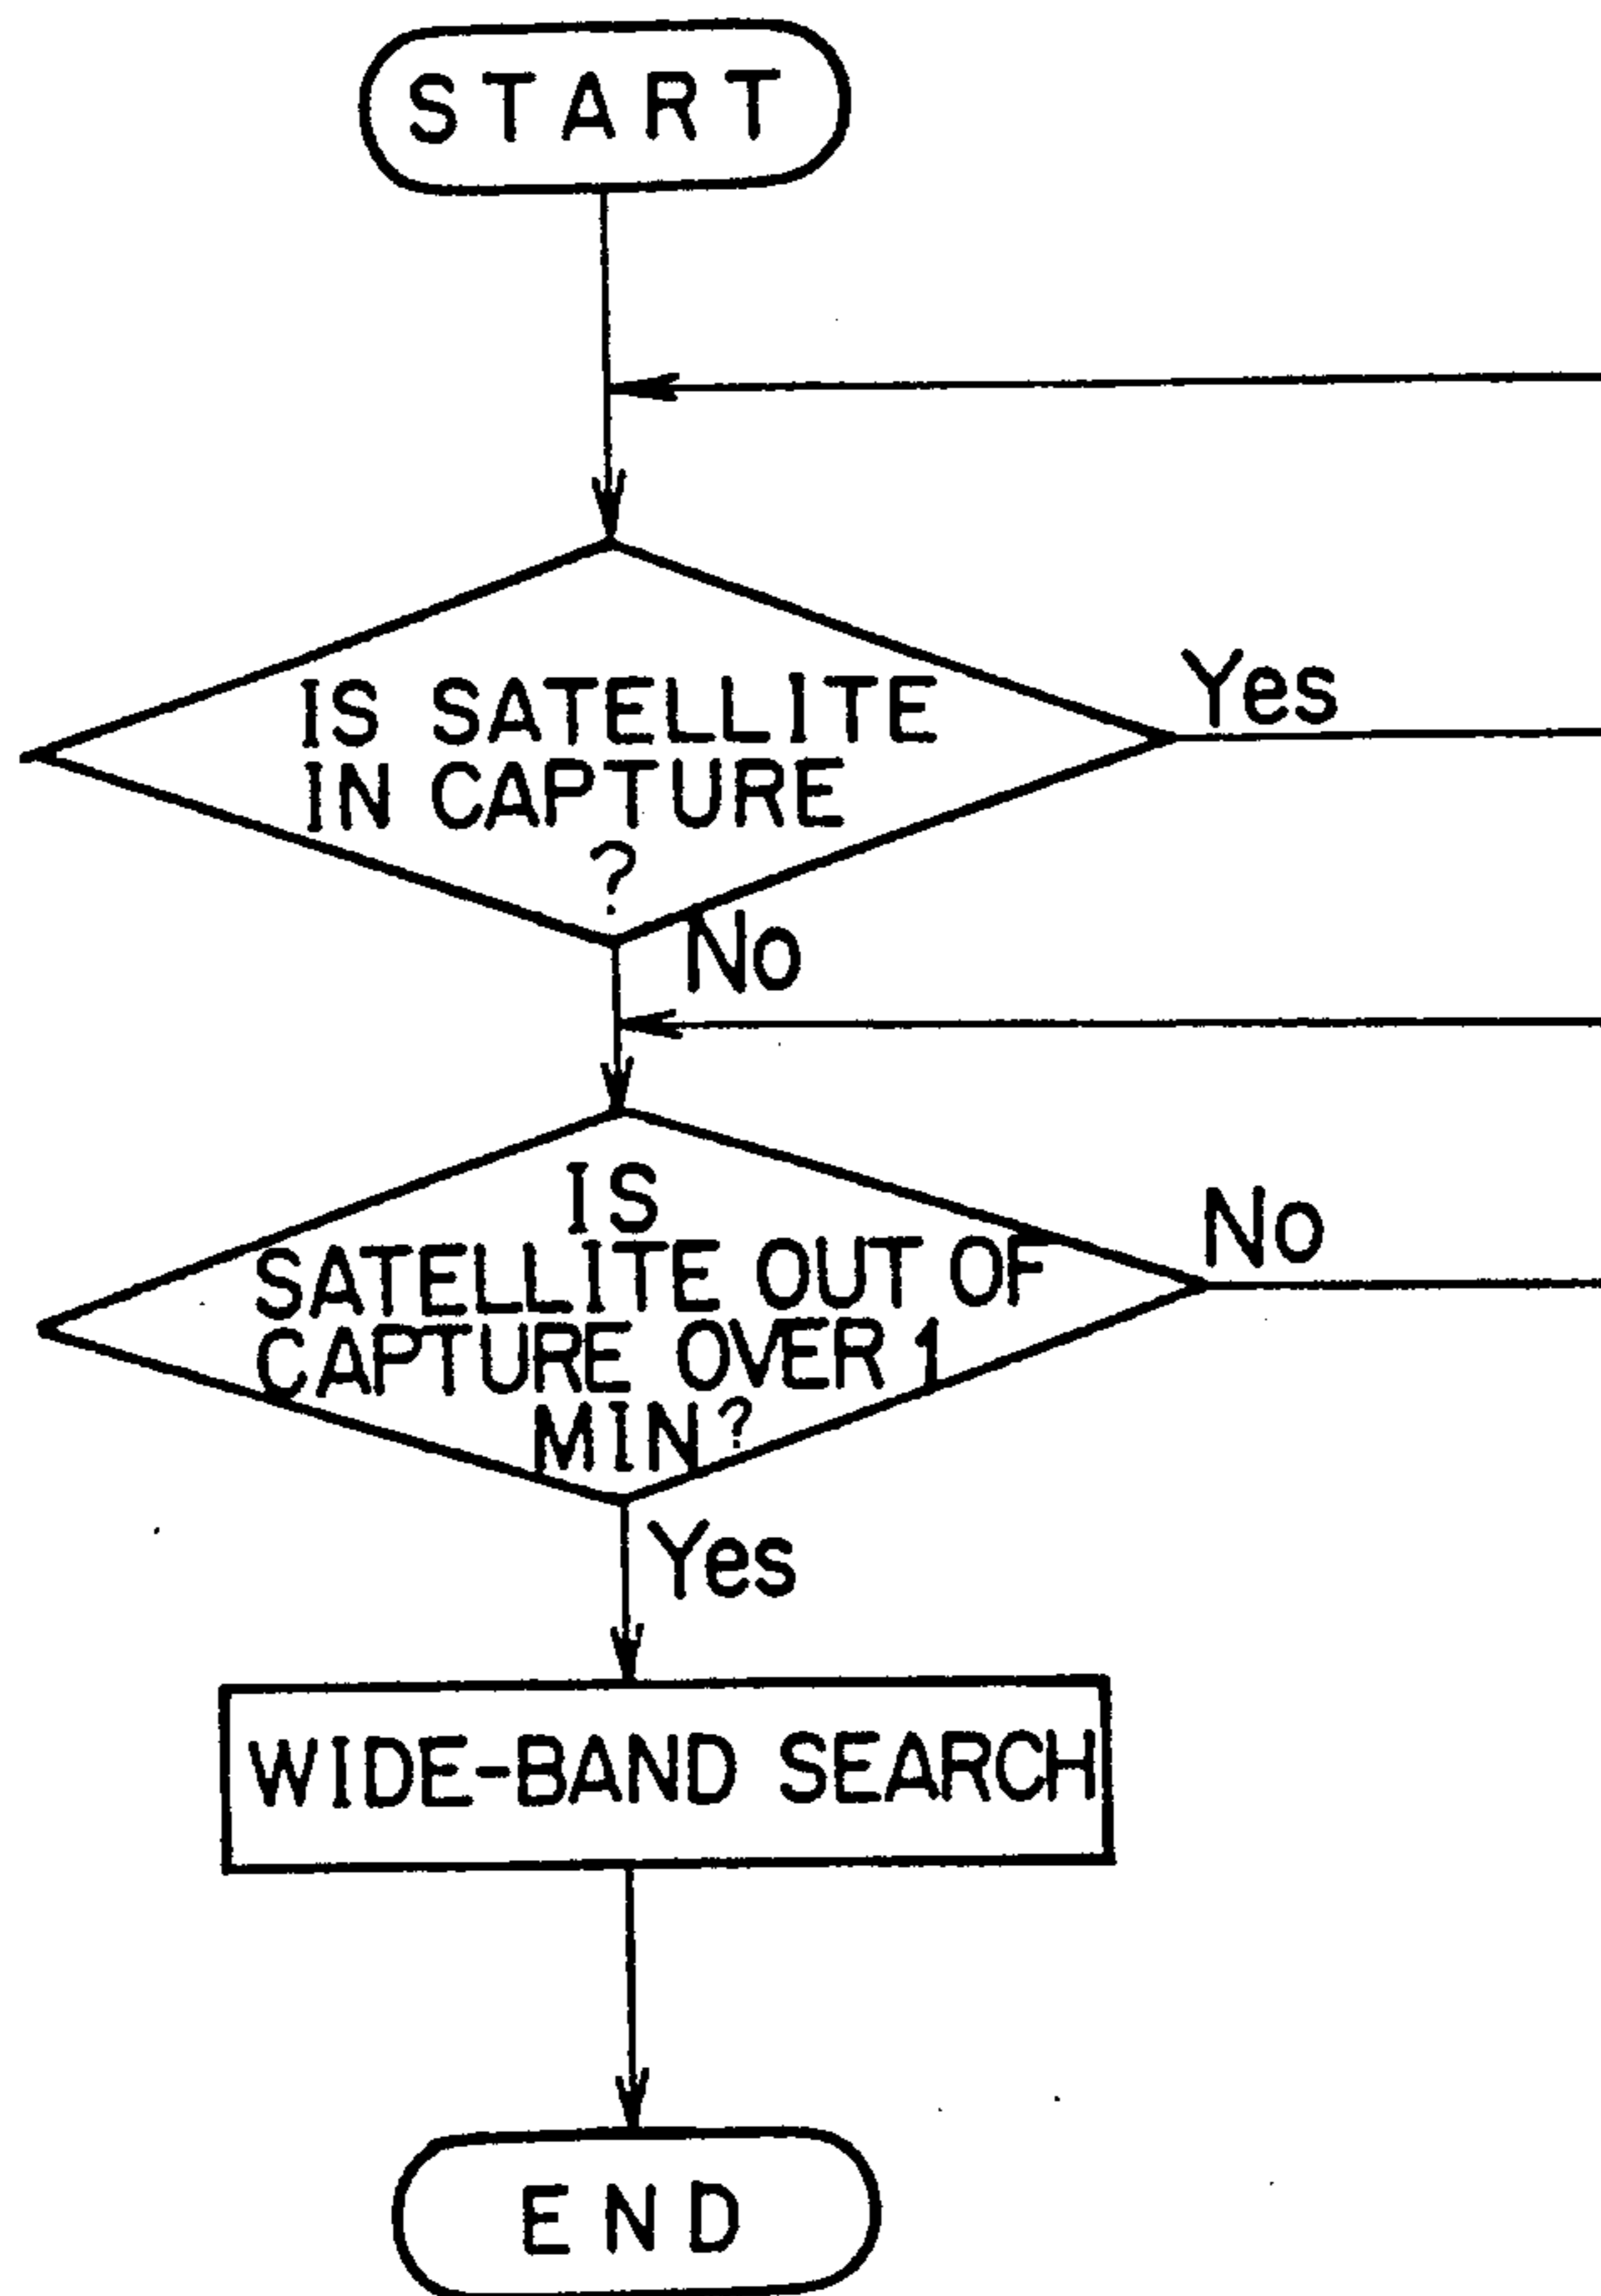 START
IS SATELLITE
Yes
IN CAPTURE
?
No
IS
No
SATELLITE OUT OF
CAPTURE OVER 1
MIN?
Yes
WIDE-BAND SEARCH
END